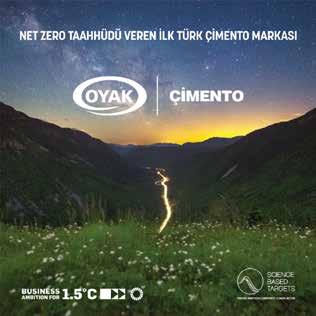 NET ZERO TAAHHÜDÜ VEREN İLK TÜRK ÇİMENTO MARKASI
OYAK ÇİMENTO
BUSINESS AMBITION FOR 1.5°C
SCIENCE
BASED
TARGETS